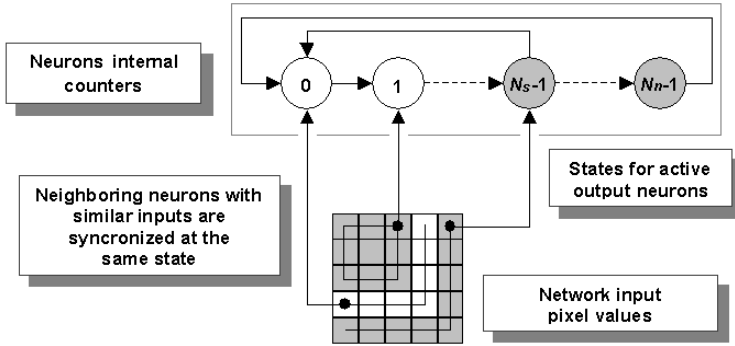 Neurons internal
counters
0
1
Ns-1
Nn-1
States for active
output neurons
Neighboring neurons with
similar inputs are
syncronized at the
same state
Network input
pixel values